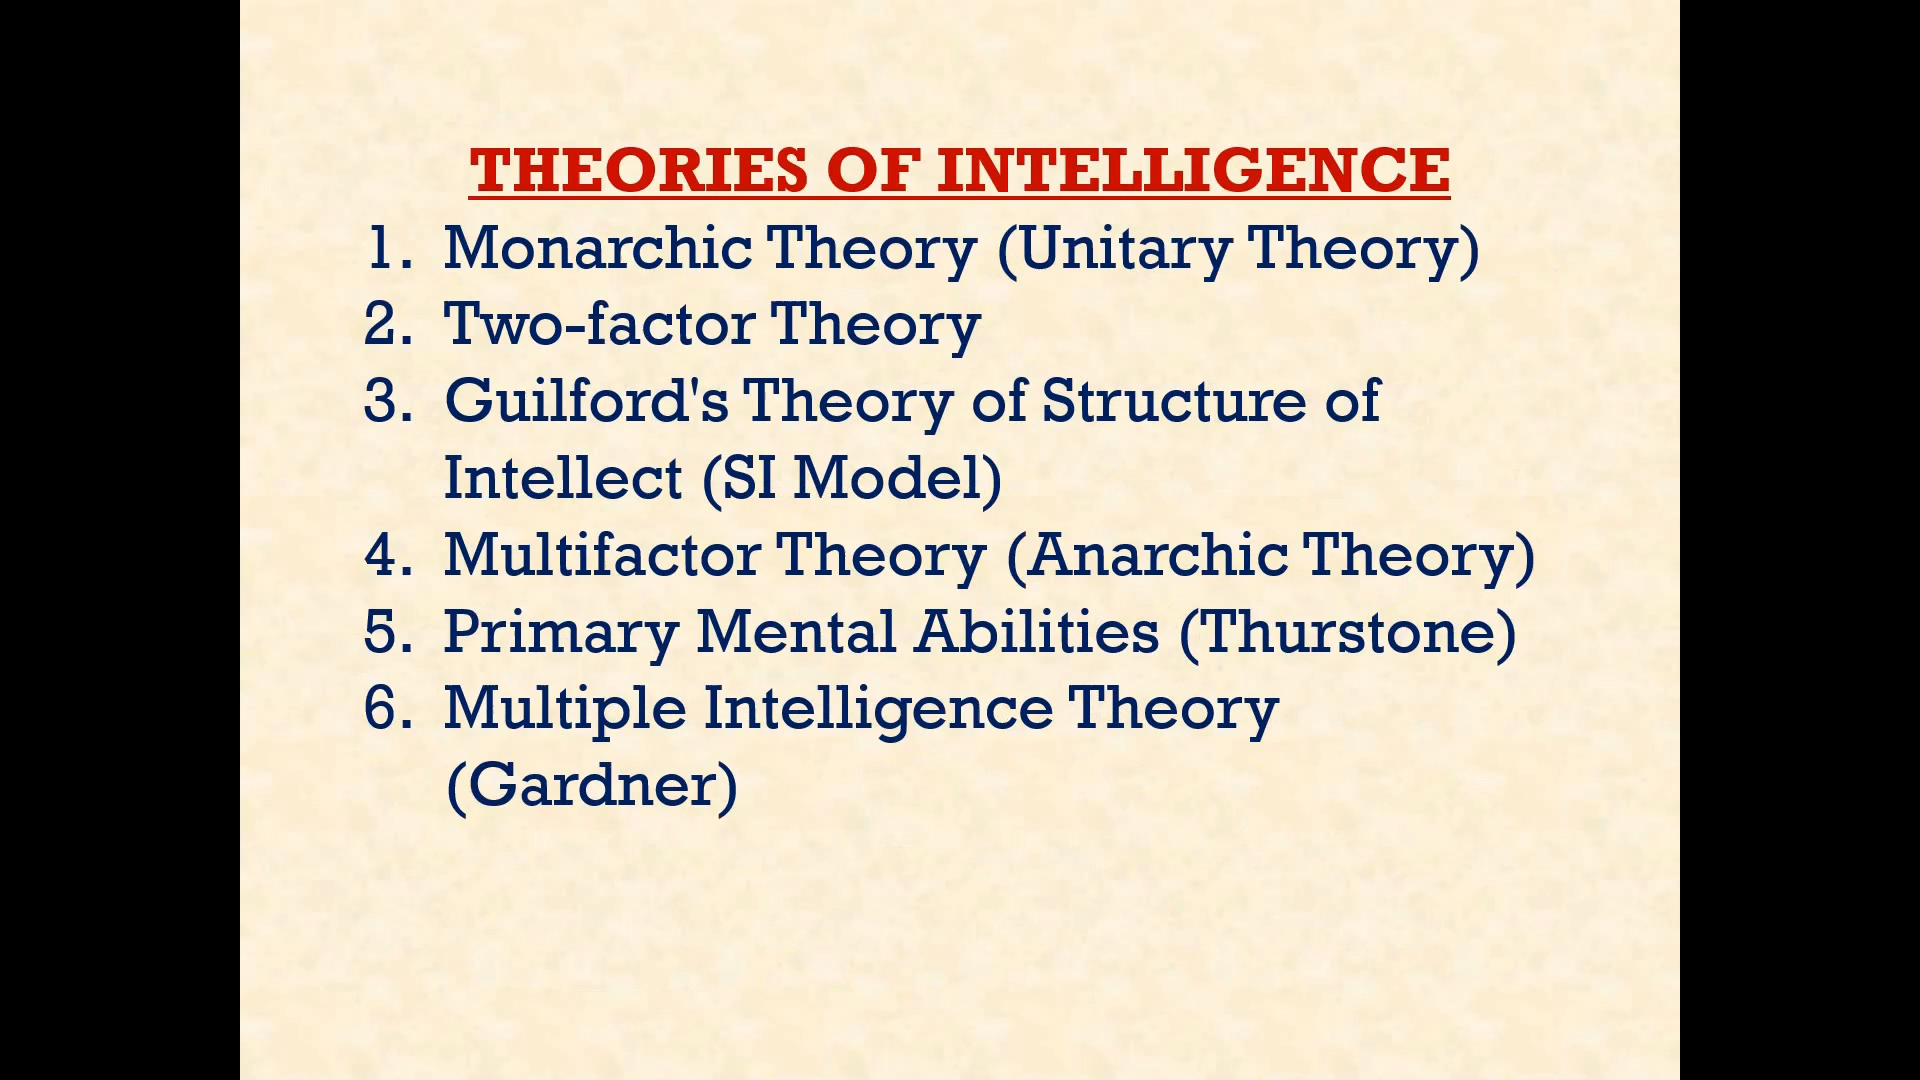 THEORIES OF INTELLIGENCE
1. Monarchic Theory (Unitary Theory)
2. Two-factor Theory
3. Guilford's Theory of Structure of
Intellect (SI Model)
4. Multifactor Theory (Anarchic Theory)
5. Primary Mental Abilities (Thurstone)
6. Multiple Intelligence Theory
(Gardner)